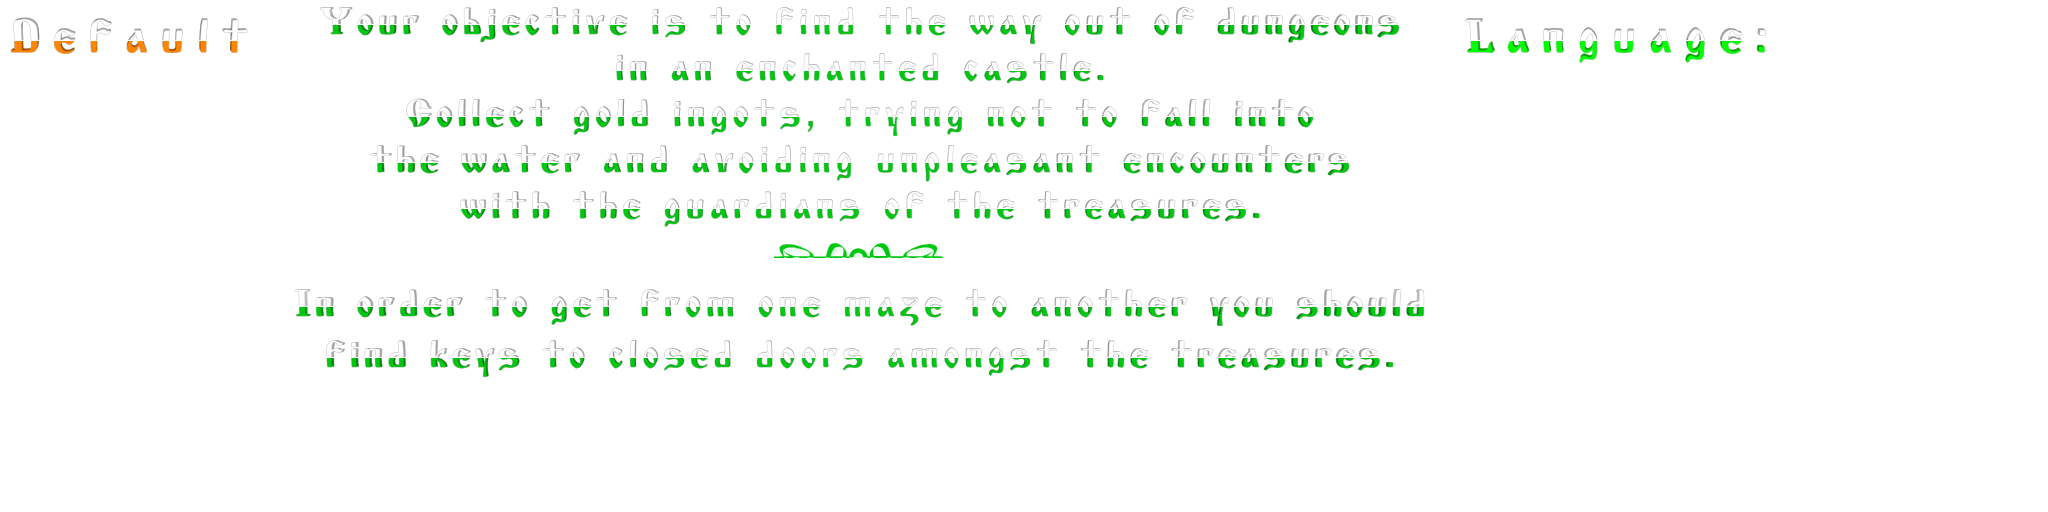 Default
Your objective is to find the way out of dungeons
in an enchanted castle.
Collect gold ingots, trying not to fall into
the water and avoiding unpleasant encounters
with the guardians of the treasures.
In order to get from one maze to another you should
find keys to closed doors amongst the treasures.
Language: